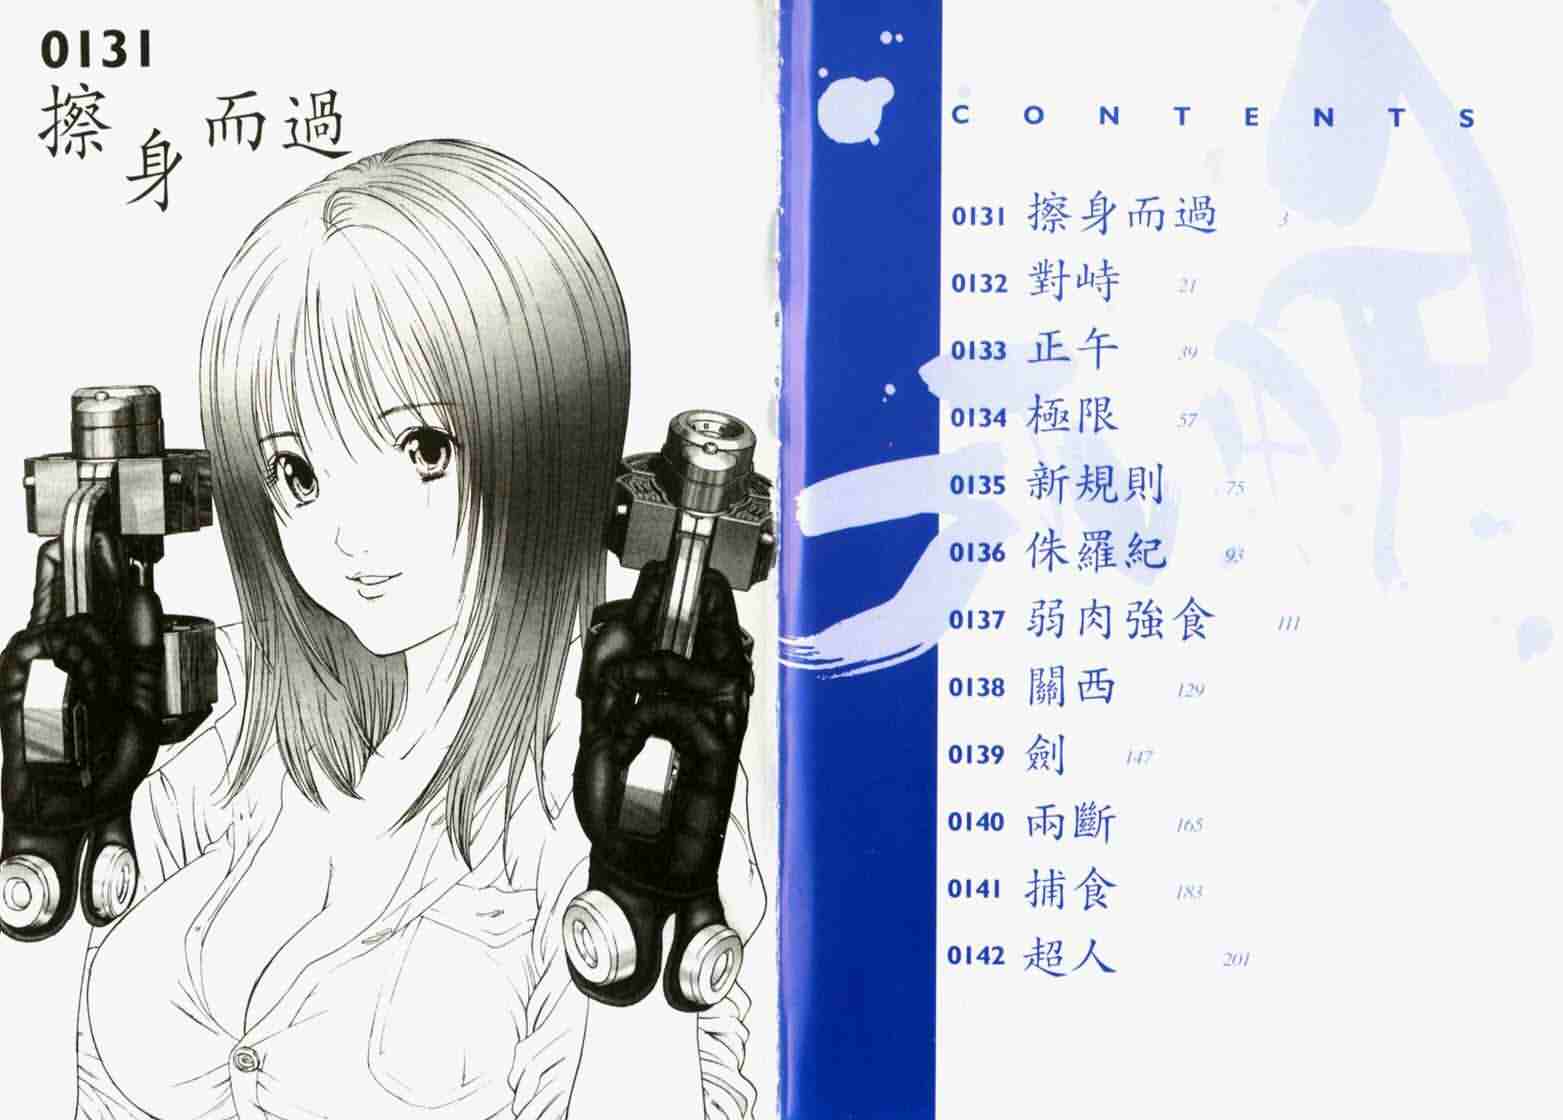 0131
擦身而過
CONTENTS
0131 擦身而過 3
0132 對峙 21
0133 正午 39
0134 極限 57
0135 新規則 75
0136 侏羅紀 93
0137 弱肉強食 111
0138 關西 129
0139 劍 147
0140 兩斷 165
0141 捕食 183
0142 超人 201